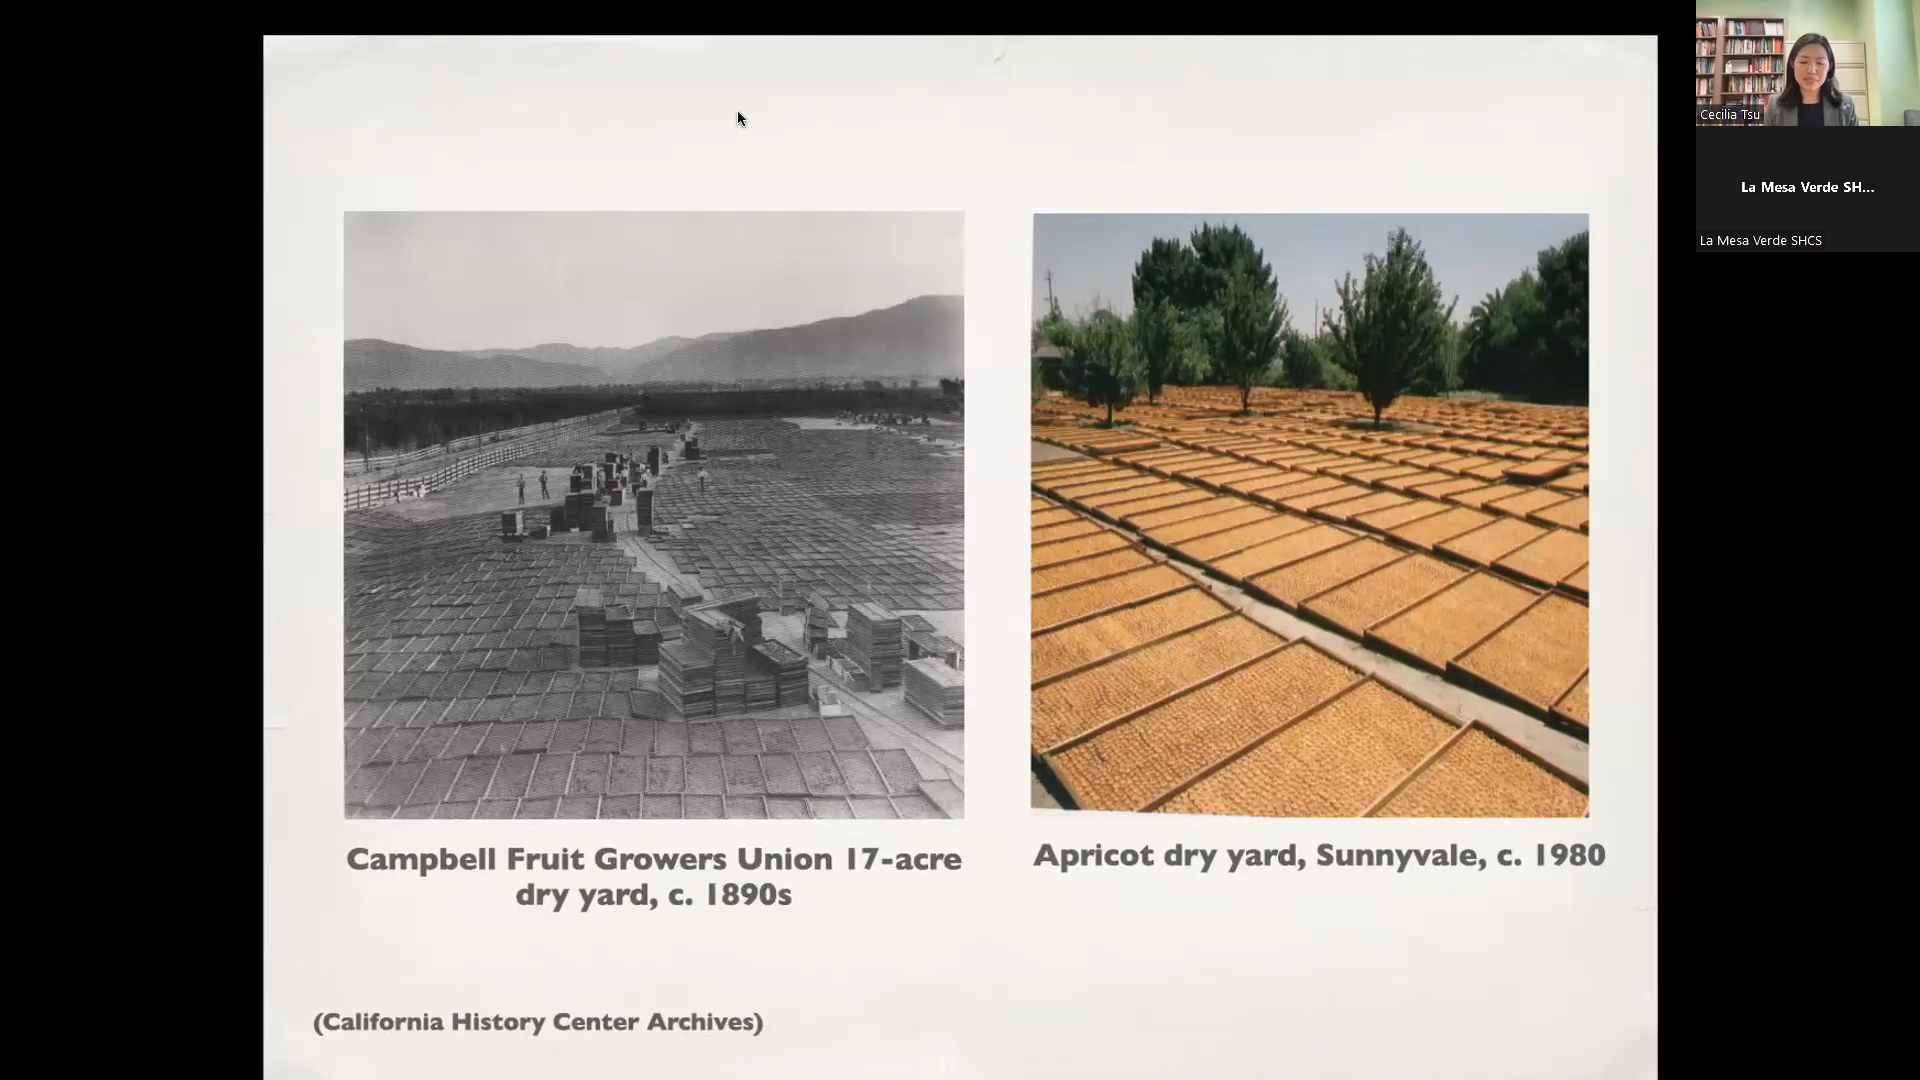 Cecilia Tsu
La Mesa Verde SH...
La Mesa Verde SHCS
Campbell Fruit Growers Union 17-acre
dry yard, c. 1890s
Apricot dry yard, Sunnyvale, c. 1980
(California History Center Archives)